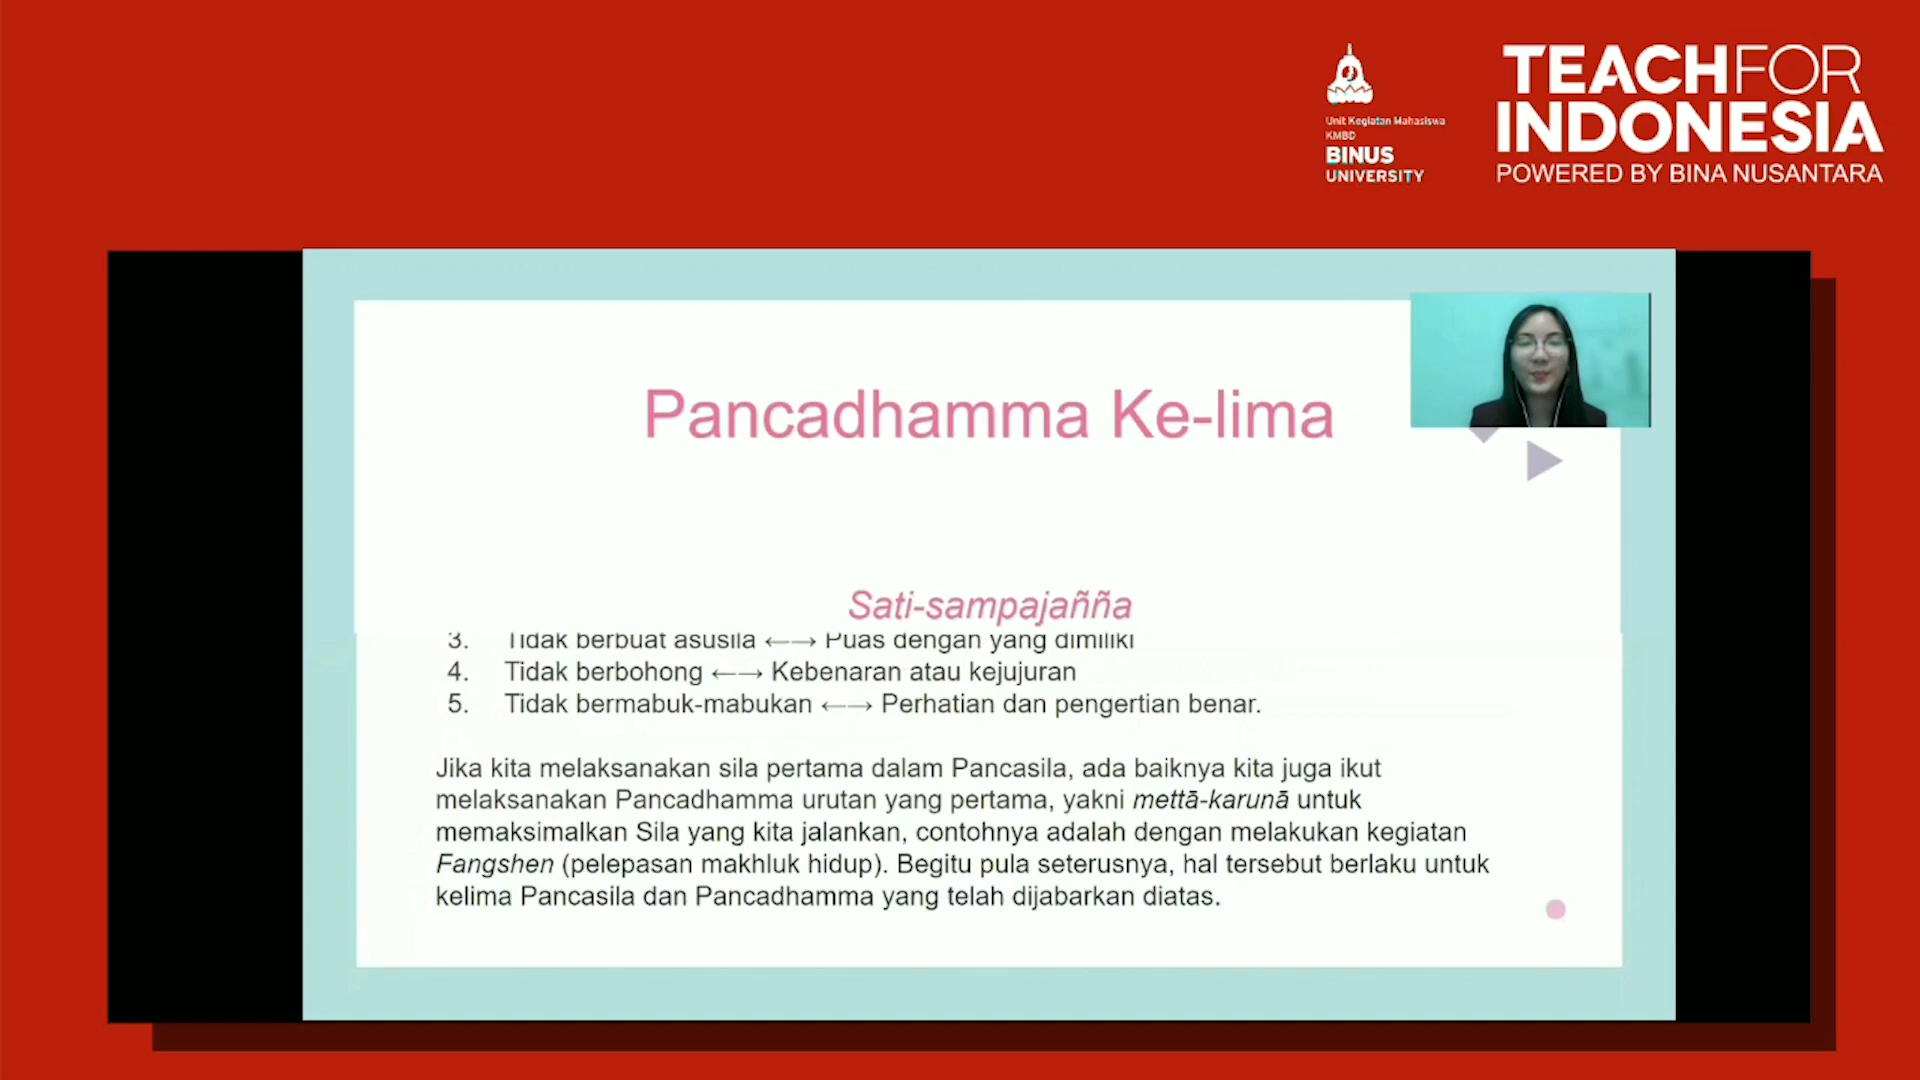 Unit Kegiatan Mahasiswa
KMBD
BINUS
UNIVERSITY
TEACHFOR
INDONESIA
POWERED BY BINA NUSANTARA
Pancadhamma Ke-lima
Sati-sampajañña
3. Tidak berbuat asusila ←→ Puas dengan yang dimiliki
4. Tidak berbohong ←→ Kebenaran atau kejujuran
5. Tidak bermabuk-mabukan ←→ Perhatian dan pengertian benar.
Jika kita melaksanakan sila pertama dalam Pancasila, ada baiknya kita juga ikut
melaksanakan Pancadhamma urutan yang pertama, yakni mettā-karunā untuk
memaksimalkan Sila yang kita jalankan, contohnya adalah dengan melakukan kegiatan
Fangshen (pelepasan makhluk hidup). Begitu pula seterusnya, hal tersebut berlaku untuk
kelima Pancasila dan Pancadhamma yang telah dijabarkan diatas.